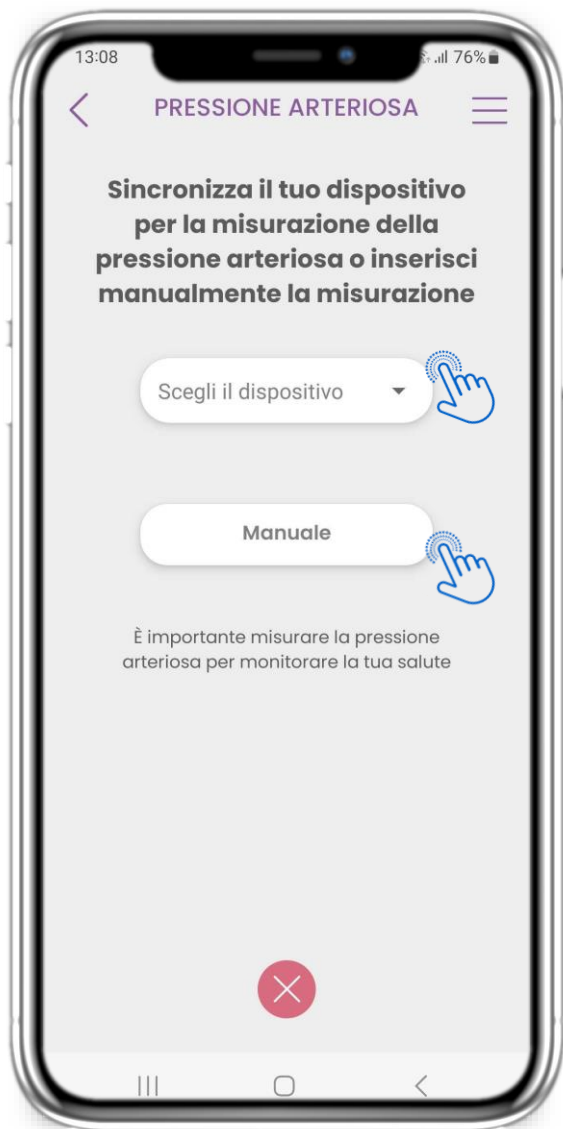 13:08
76%
PRESSIONE ARTERIOSA
Sincronizza il tuo dispositivo
per la misurazione della
pressione arteriosa o inserisci
manualmente la misurazione
Scegli il dispositivo
Manuale
È importante misurare la pressione
arteriosa per monitorare la tua salute